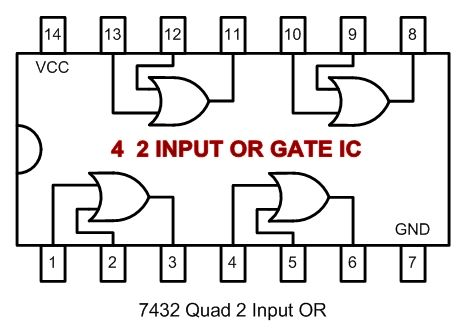 14 13 12 11 10 9 8
VCC
4 2 INPUT OR GATE IC
GND
1 2 3 4 5 6 7
7432 Quad 2 Input OR